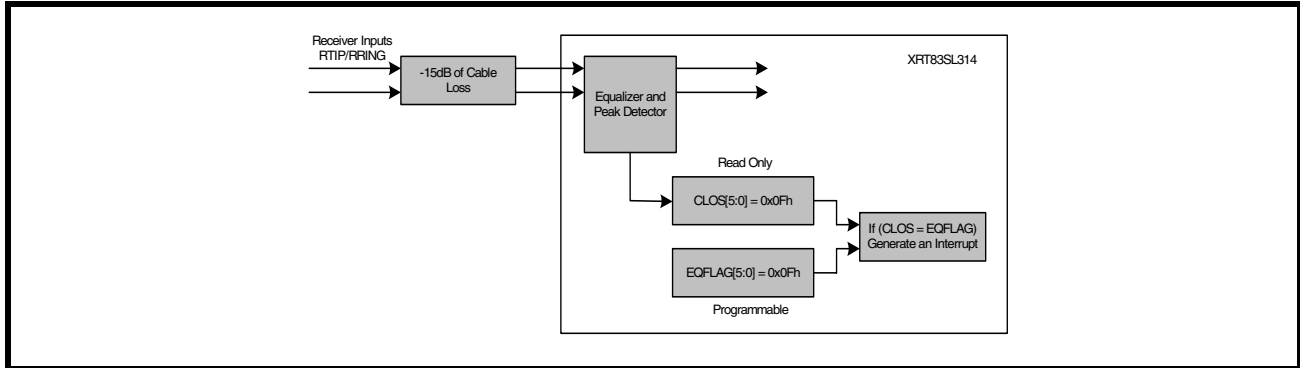 Receiver Inputs
RTIP/RRING
-15dB of Cable
Loss
XRT83SL314
Equalizer and
Peak Detector
Read Only
CLOS[5:0] = 0x0Fh
If (CLOS = EQFLAG)
Generate an Interrupt
EQFLAG[5:0] = 0x0Fh
Programmable